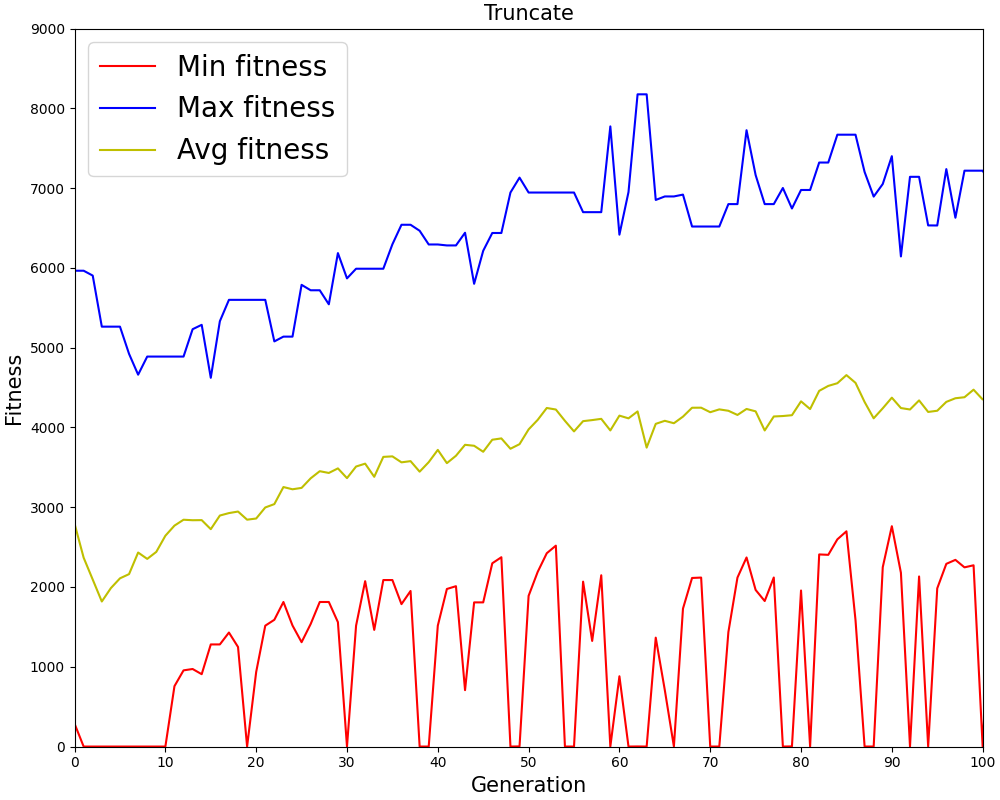 Truncate
Min fitness
Max fitness
Avg fitness
9000
8000
7000
6000
5000
4000
3000
2000
1000
0
Fitness
0 10 20 30 40 50 60 70 80 90 100
Generation